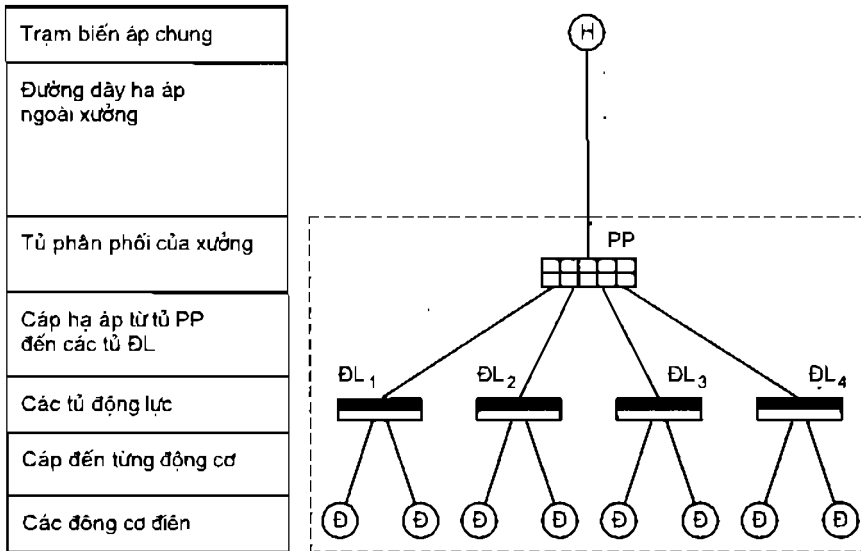 Trạm biến áp chung
Đường dây hạ áp
ngoài xưởng
Tủ phân phối của xưởng
Cáp hạ áp từ tủ PP
đến các tủ ĐL
Các tủ động lực
Cáp đến từng động cơ
Các động cơ điện
H
PP
ĐL1 ĐL2 ĐL3 ĐL4
Đ Đ Đ Đ Đ Đ Đ Đ